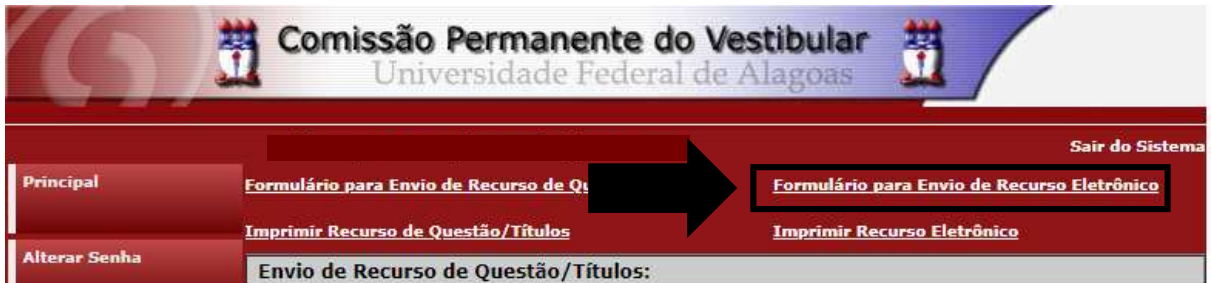 Comissão Permanente do Vestibular
Universidade Federal de Alagoas
Sair do Sistema
Principal
Formulário para Envio de Recurso de
Formulário para Envio de Recurso Eletrônico
Imprimir Recurso de Questão/Títulos
Imprimir Recurso Eletrônico
Alterar Senha
Envio de Recurso de Questão/Títulos: